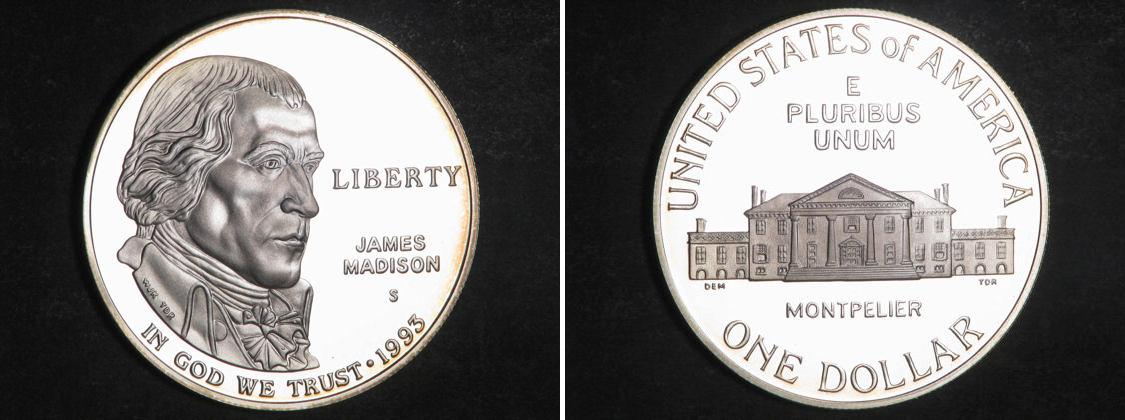 LIBERTY
JAMES
MADISON
S
IN GOD WE TRUST · 1993
UNITED STATES of AMERICA
E
PLURIBUS
UNUM
DEM
TDR
MONTPELIER
ONE DOLLAR